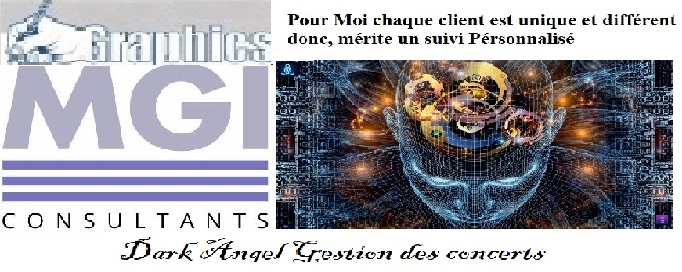 Graphics
MGI
CONSULTANTS
Pour Moi chaque client est unique et différent
donc, mérite un suivi Pérsonnalisé
Dark Angel Gestion des concerts